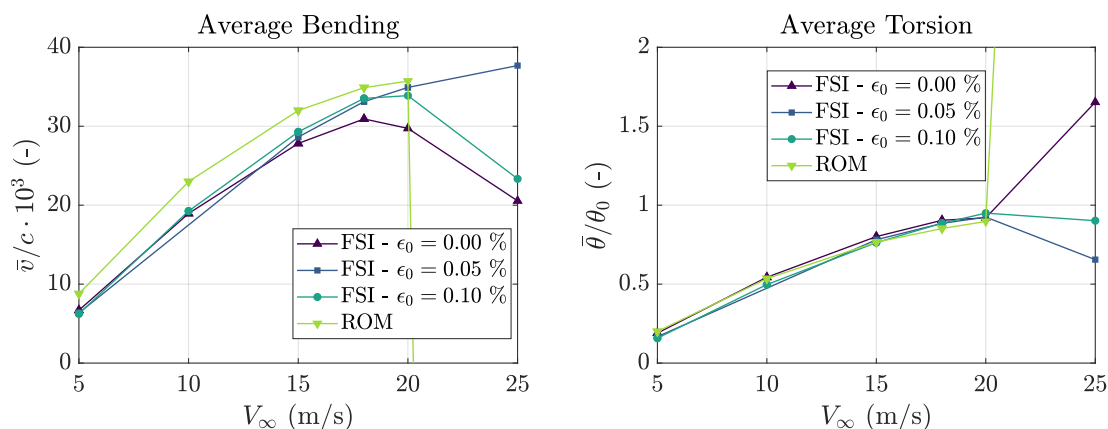 Average Bending
40
30
20
10
0
5
10
15
20
25
v̄/c · 10³ (-)
V∞ (m/s)
FSI - ϵ₀ = 0.00 %
FSI - ϵ₀ = 0.05 %
FSI - ϵ₀ = 0.10 %
ROM
Average Torsion
2
1.5
1
0.5
0
5
10
15
20
25
θ̄/θ₀ (-)
V∞ (m/s)
FSI - ϵ₀ = 0.00 %
FSI - ϵ₀ = 0.05 %
FSI - ϵ₀ = 0.10 %
ROM